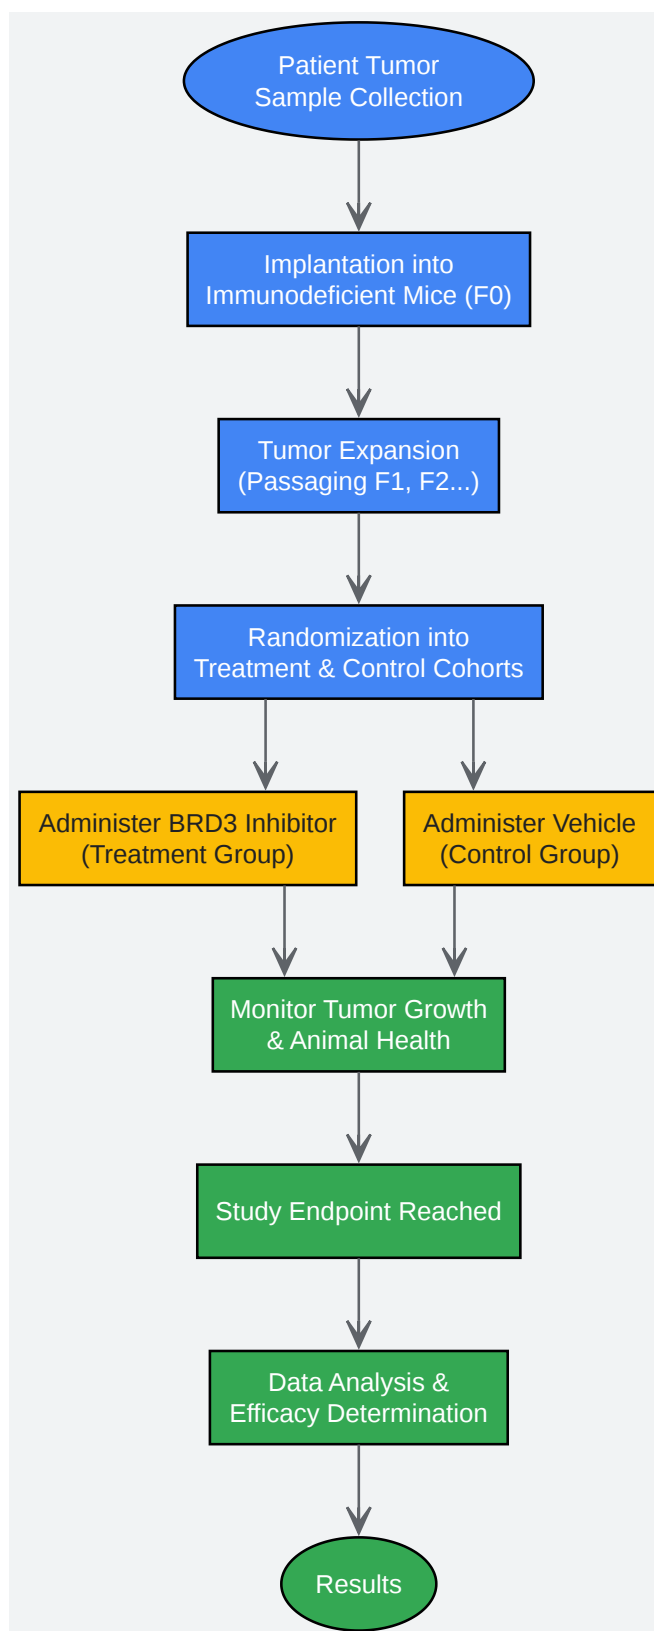 Patient Tumor
Sample Collection
Implantation into
Immunodeficient Mice (F0)
Tumor Expansion
(Passaging F1, F2...)
Randomization into
Treatment & Control Cohorts
Administer BRD3 Inhibitor
(Treatment Group)
Administer Vehicle
(Control Group)
Monitor Tumor Growth
& Animal Health
Study Endpoint Reached
Data Analysis &
Efficacy Determination
Results